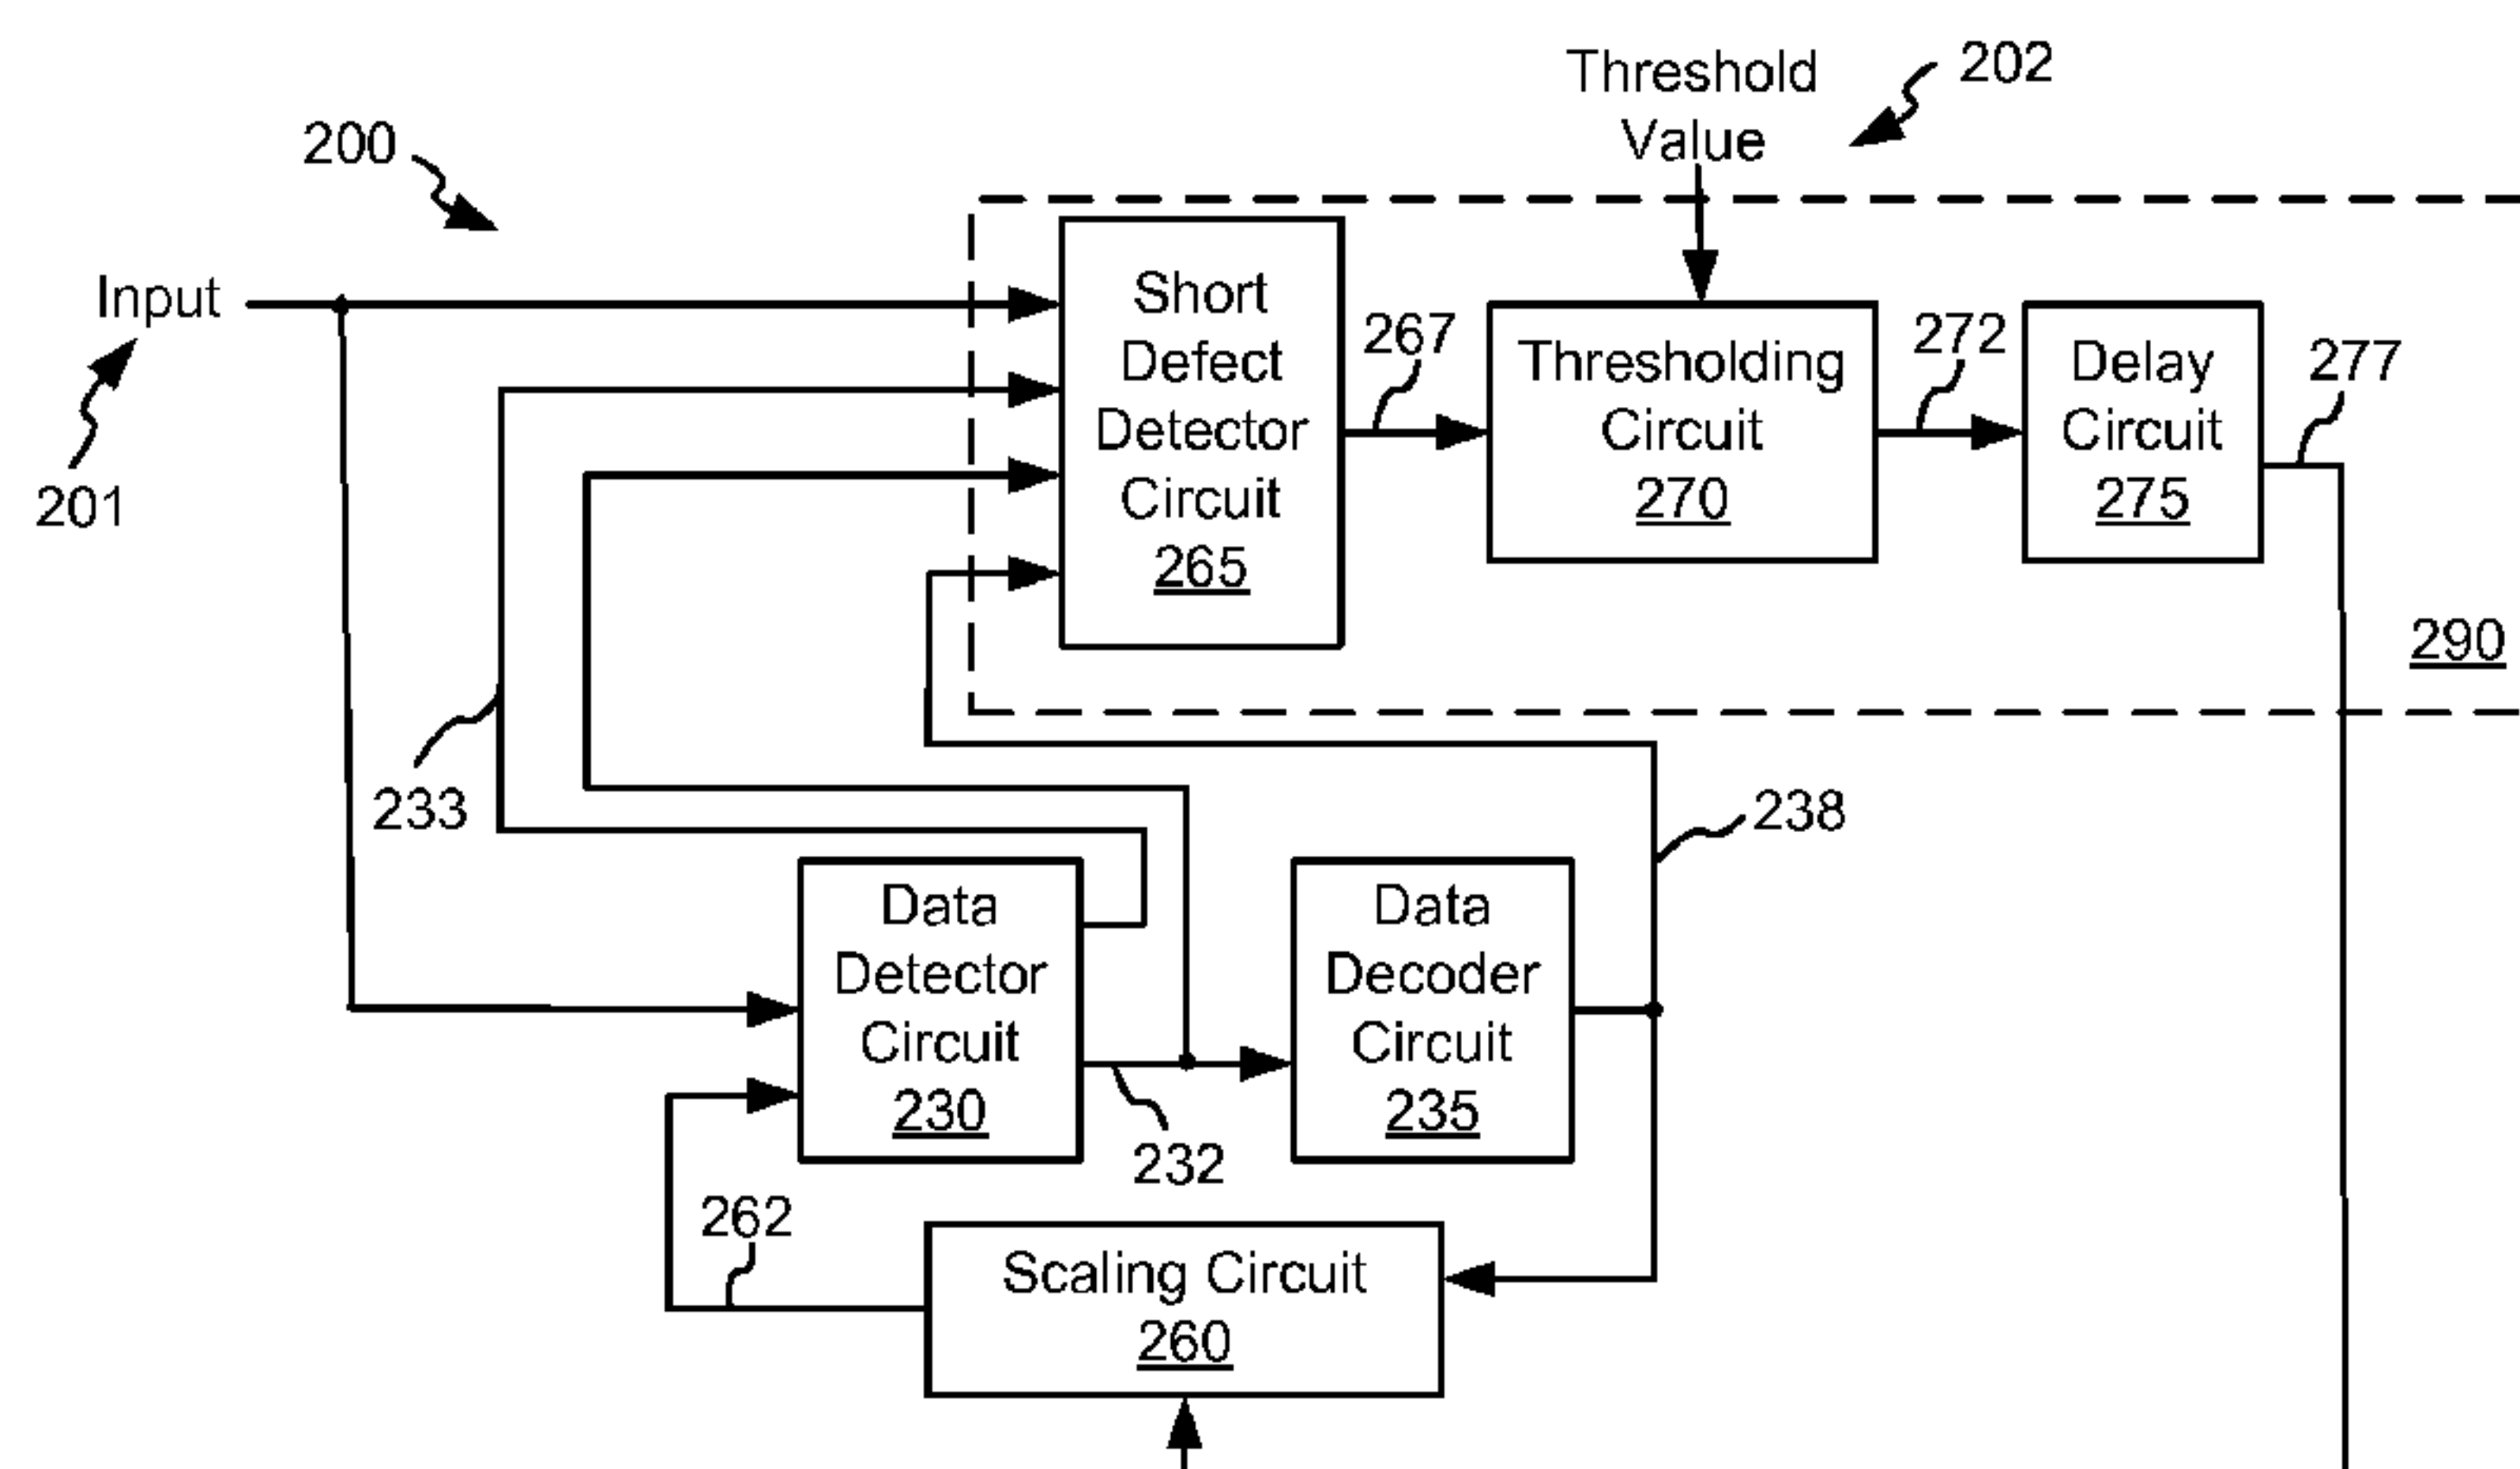 Threshold
Value
202
200
Input
201
Short
Defect
Detector
Circuit
265
267
Thresholding
Circuit
270
272
Delay
Circuit
275
277
290
233
238
Data
Detector
Circuit
230
232
Data
Decoder
Circuit
235
262
Scaling Circuit
260